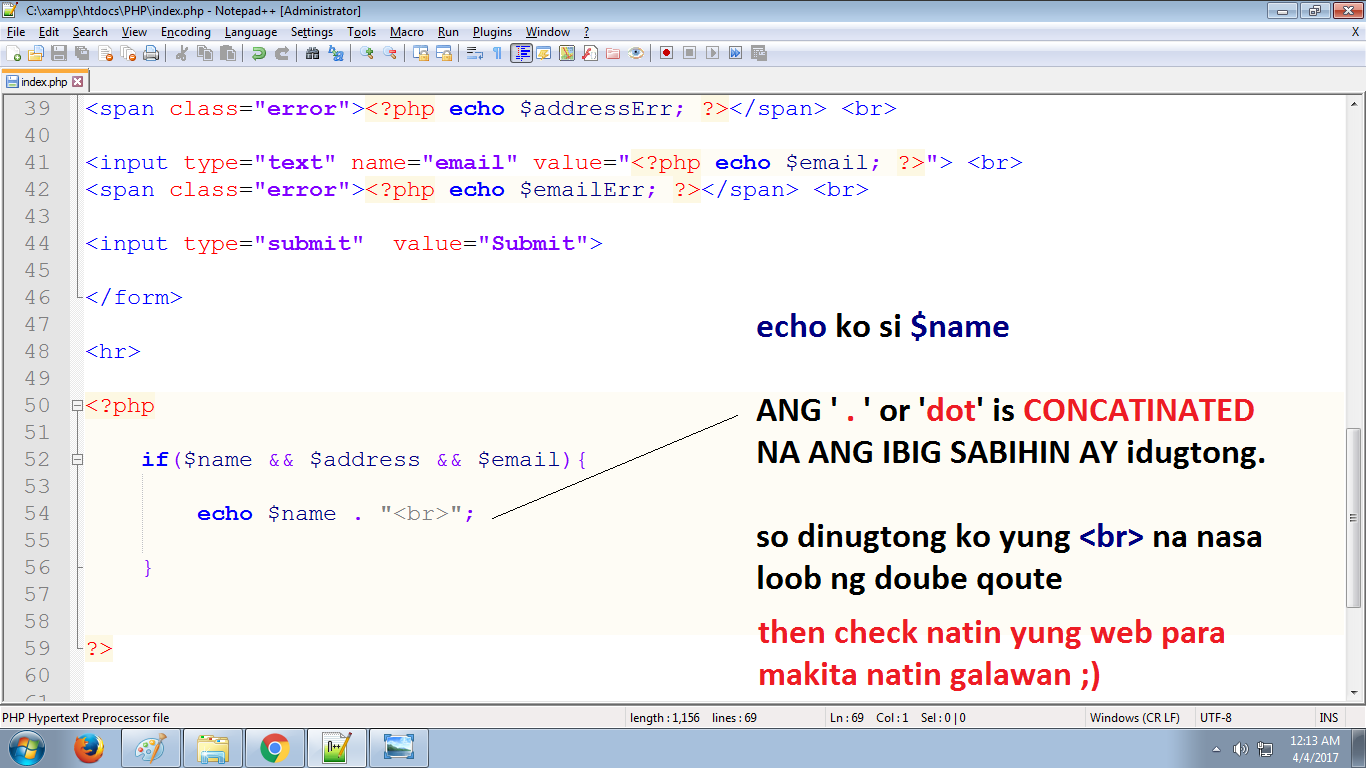 C:\xampp\htdocs\PHP\index.php - Notepad++ [Administrator]
File Edit Search View Encoding Language Settings Tools Macro Run Plugins Window ? X
index.php
39 <span class="error"><?php echo $addressErr; ?></span> <br>
40
41 <input type="text" name="email" value="<?php echo $email; ?>"> <br>
42 <span class="error"><?php echo $emailErr; ?></span> <br>
43
44 <input type="submit"  value="Submit">
45
46 </form>
47
48 <hr>
49
50 <?php
51
52 if($name && $address && $email){
53
54 echo $name . "<br>";
55
56 }
57
58
59 ?>
60
61
echo ko si $name
ANG ' . ' or 'dot' is CONCATINATED
NA ANG IBIG SABIHIN AY idugtong.
so dinugtong ko yung <br> na nasa
loob ng doube qoute
then check natin yung web para
makita natin galawan ;)
PHP Hypertext Preprocessor file length : 1,156 lines : 69 Ln : 69 Col : 1 Sel : 0 | 0 Windows (CR LF) UTF-8 INS
12:13 AM
4/4/2017